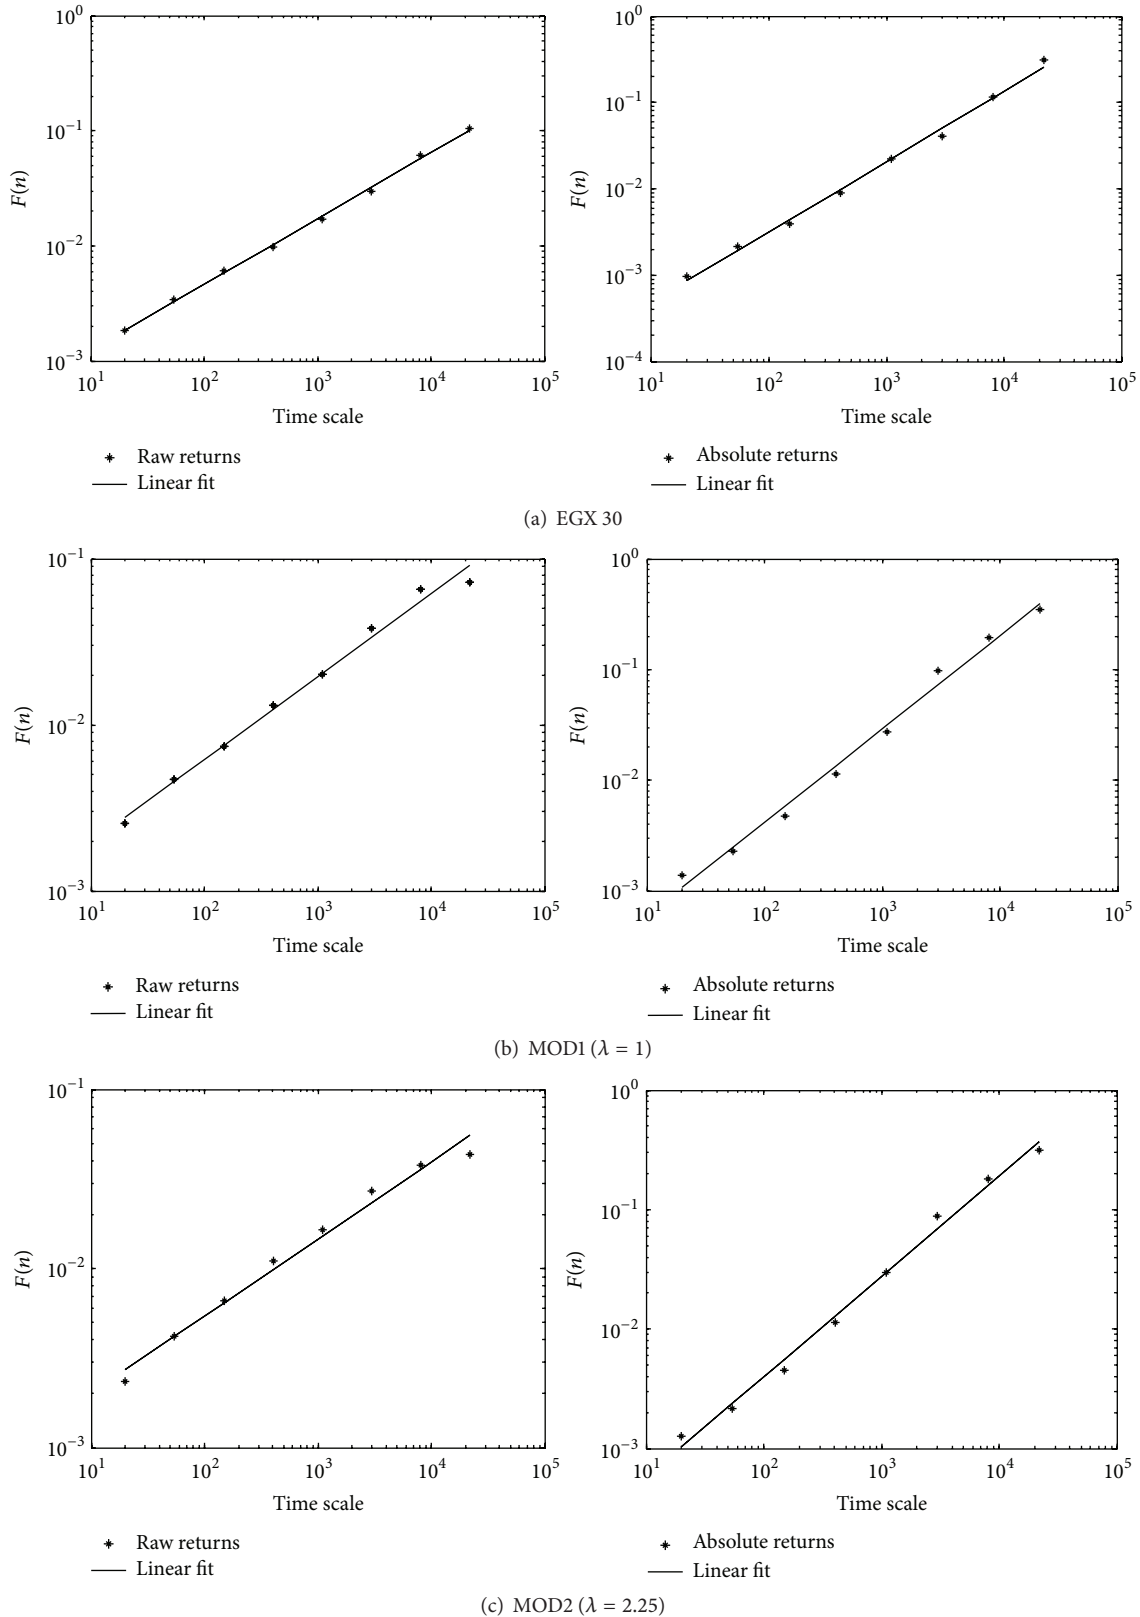 10^0
10^-1
10^-2
10^-3
F(n)
10^1 10^2 10^3 10^4 10^5
Time scale
Raw returns
Linear fit
10^0
10^-1
10^-2
10^-3
10^-4
F(n)
10^1 10^2 10^3 10^4 10^5
Time scale
Absolute returns
Linear fit
(a) EGX 30
10^-1
10^-2
10^-3
F(n)
10^1 10^2 10^3 10^4 10^5
Time scale
Raw returns
Linear fit
10^0
10^-1
10^-2
10^-3
F(n)
10^1 10^2 10^3 10^4 10^5
Time scale
Absolute returns
Linear fit
(b) MOD1 (λ = 1)
10^-1
10^-2
10^-3
F(n)
10^1 10^2 10^3 10^4 10^5
Time scale
Raw returns
Linear fit
10^0
10^-1
10^-2
10^-3
F(n)
10^1 10^2 10^3 10^4 10^5
Time scale
Absolute returns
Linear fit
(c) MOD2 (λ = 2.25)